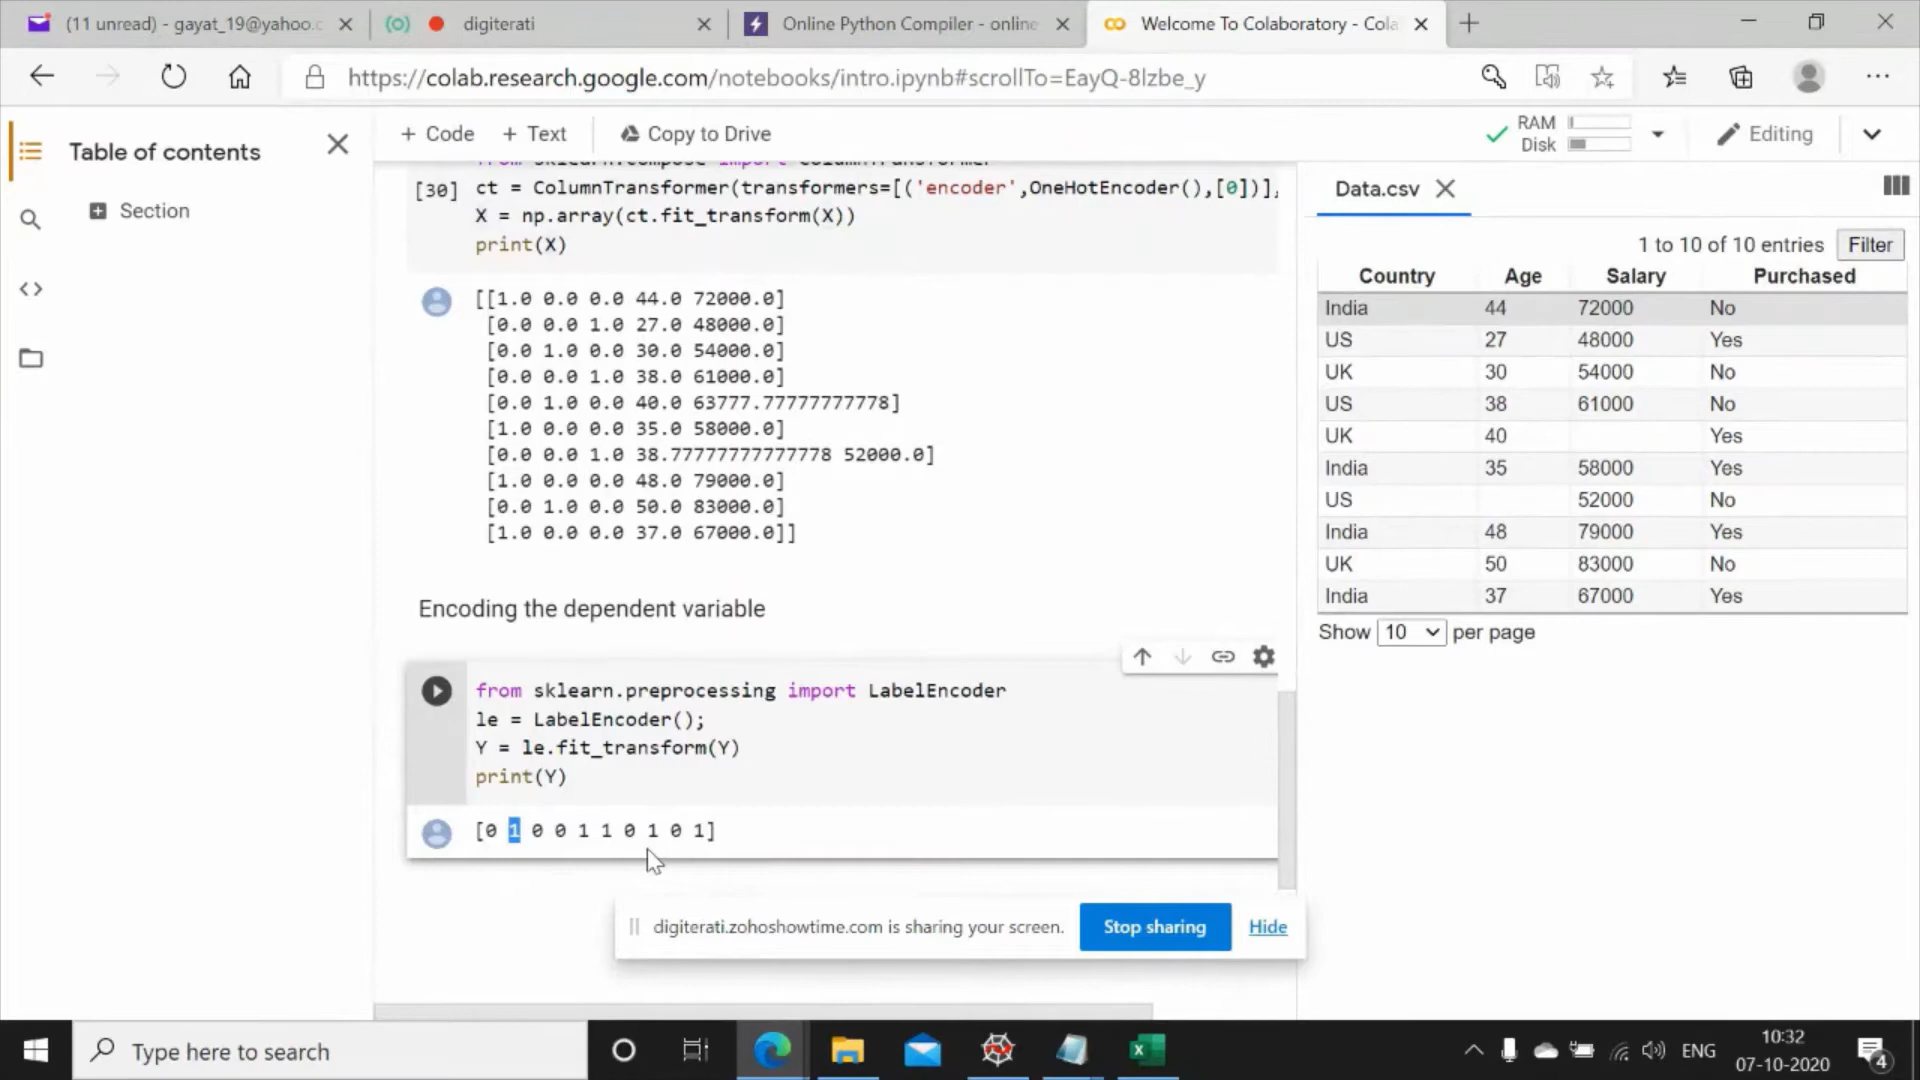 (11 unread) - gayat_19@yahoo.c
digiterati
Online Python Compiler - online
Welcome To Colaboratory - Cola
https://colab.research.google.com/notebooks/intro.ipynb#scrollTo=EayQ-8lzbe_y
Table of contents
Section
+ Code + Text Copy to Drive
RAM
Disk
Editing
from sklearn.compose import ColumnTransformer
[30] ct = ColumnTransformer(transformers=[('encoder',OneHotEncoder(),[0])],
X = np.array(ct.fit_transform(X))
print(X)
[[1.0 0.0 0.0 44.0 72000.0]
[0.0 0.0 1.0 27.0 48000.0]
[0.0 1.0 0.0 30.0 54000.0]
[0.0 0.0 1.0 38.0 61000.0]
[0.0 1.0 0.0 40.0 63777.77777777778]
[1.0 0.0 0.0 35.0 58000.0]
[0.0 0.0 1.0 38.77777777777778 52000.0]
[1.0 0.0 0.0 48.0 79000.0]
[0.0 1.0 0.0 50.0 83000.0]
[1.0 0.0 0.0 37.0 67000.0]]
Encoding the dependent variable
from sklearn.preprocessing import LabelEncoder
le = LabelEncoder();
Y = le.fit_transform(Y)
print(Y)
[0 1 0 0 1 1 0 1 0 1]
Data.csv
1 to 10 of 10 entries Filter
Country Age Salary Purchased
India 44 72000 No
US 27 48000 Yes
UK 30 54000 No
US 38 61000 No
UK 40 Yes
India 35 58000 Yes
US 52000 No
India 48 79000 Yes
UK 50 83000 No
India 37 67000 Yes
Show 10 per page
digiterati.zohoshowtime.com is sharing your screen. Stop sharing Hide
Type here to search
ENG
10:32
07-10-2020
4